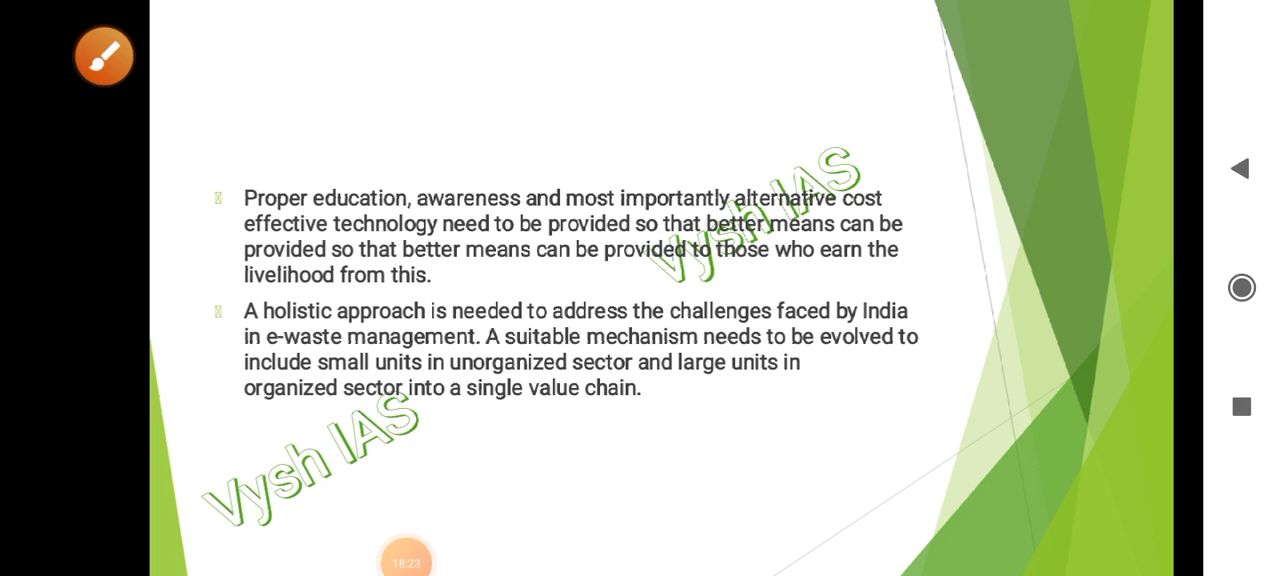 Vysh IAS
Proper education, awareness and most importantly alternative cost
effective technology need to be provided so that better means can be
provided so that better means can be provided to those who earn the
livelihood from this.
A holistic approach is needed to address the challenges faced by India
in e-waste management. A suitable mechanism needs to be evolved to
include small units in unorganized sector and large units in
organized sector into a single value chain.
Vysh IAS
18:23